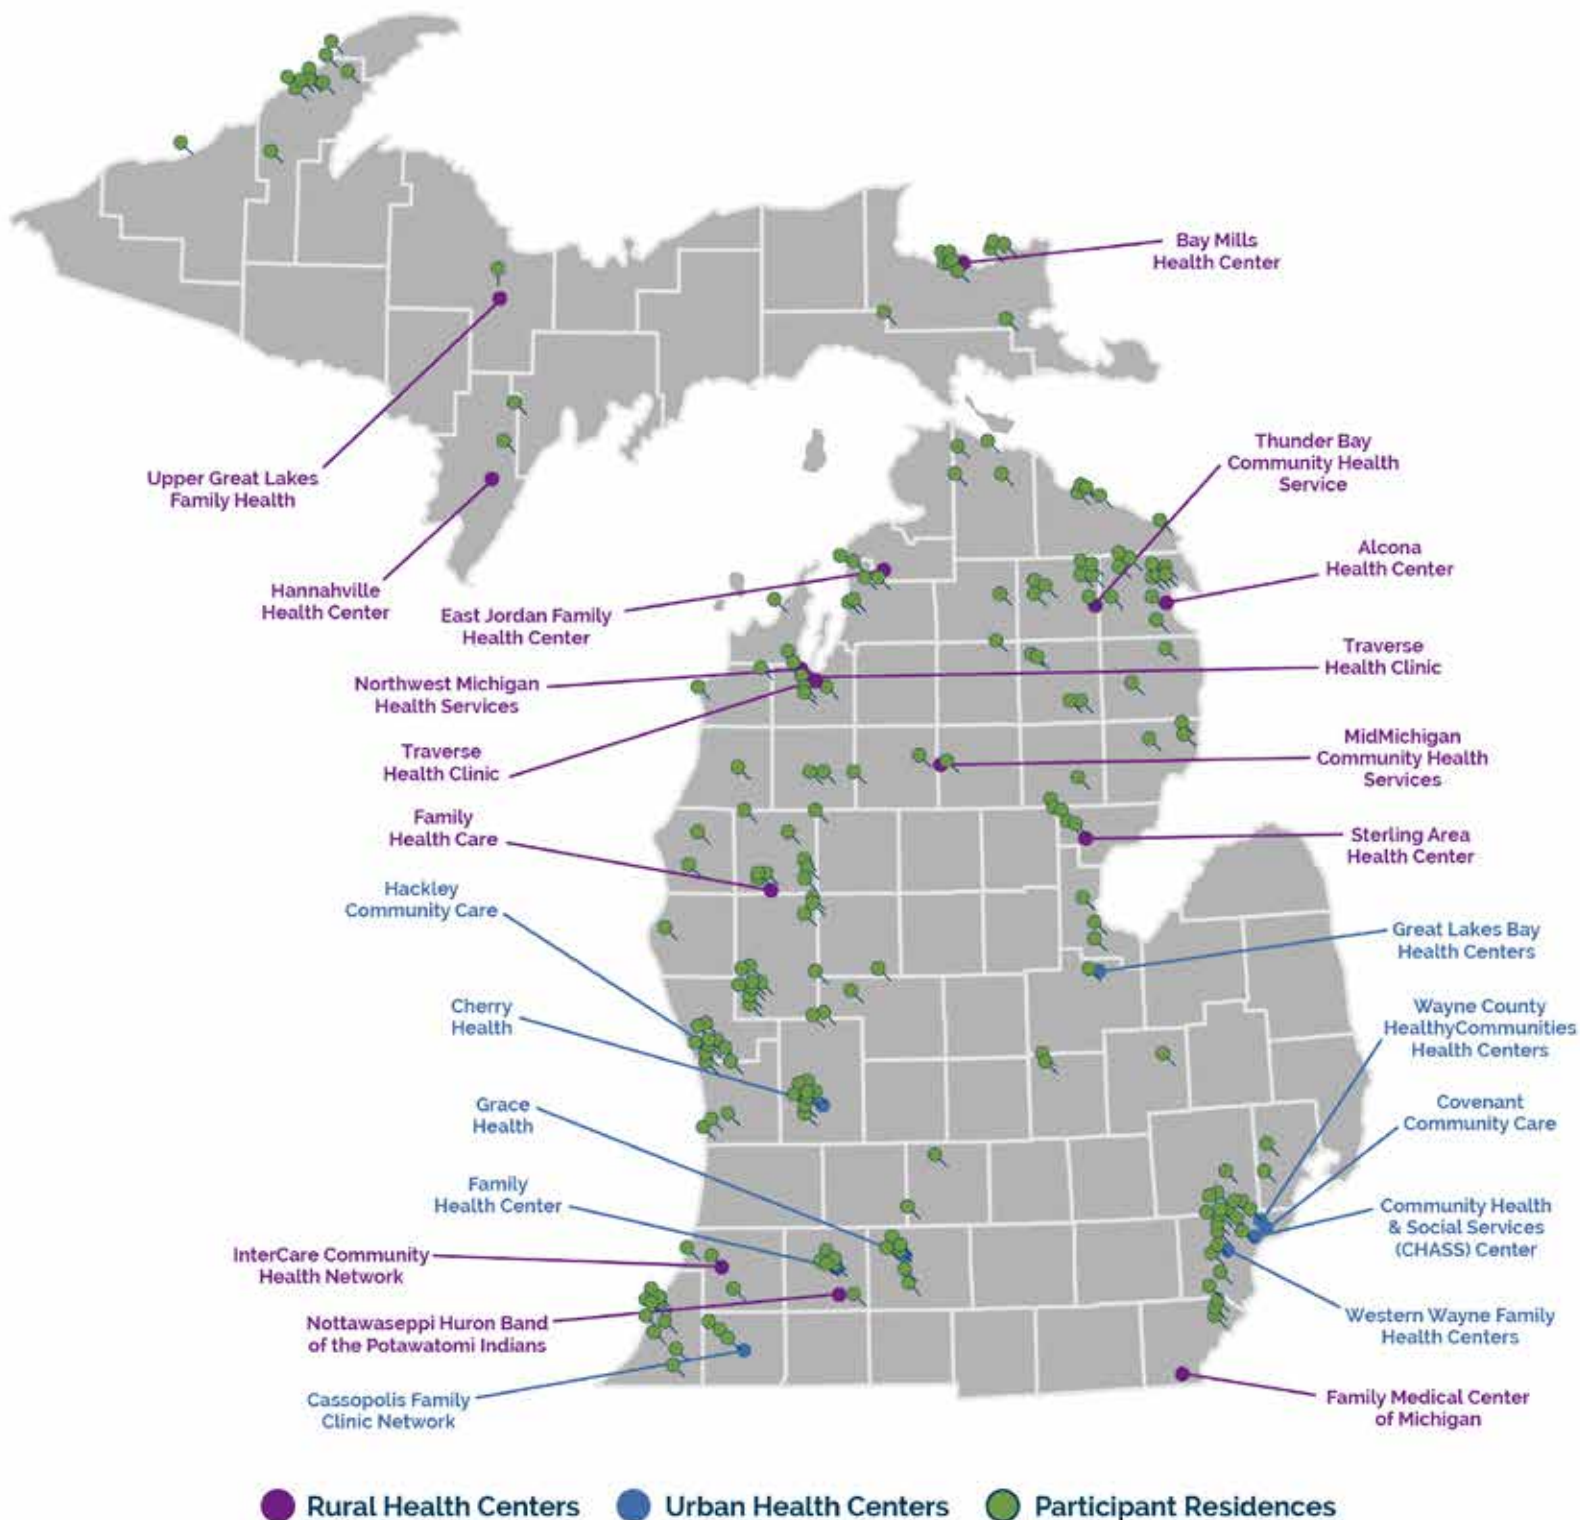 Bay Mills
Health Center
Upper Great Lakes
Family Health
Thunder Bay
Community Health
Service
Alcona
Health Center
Hannahville
Health Center
East Jordan Family
Health Center
Traverse
Health Clinic
Northwest Michigan
Health Services
Traverse
Health Clinic
MidMichigan
Community Health
Services
Family
Health Care
Sterling Area
Health Center
Hackley
Community Care
Great Lakes Bay
Health Centers
Cherry
Health
Wayne County
HealthyCommunities
Health Centers
Grace
Health
Covenant
Community Care
Family
Health Center
Community Health
& Social Services
(CHASS) Center
InterCare Community
Health Network
Nottawaseppi Huron Band
of the Potawatomi Indians
Western Wayne Family
Health Centers
Cassopolis Family
Clinic Network
Family Medical Center
of Michigan
Rural Health Centers
Urban Health Centers
Participant Residences